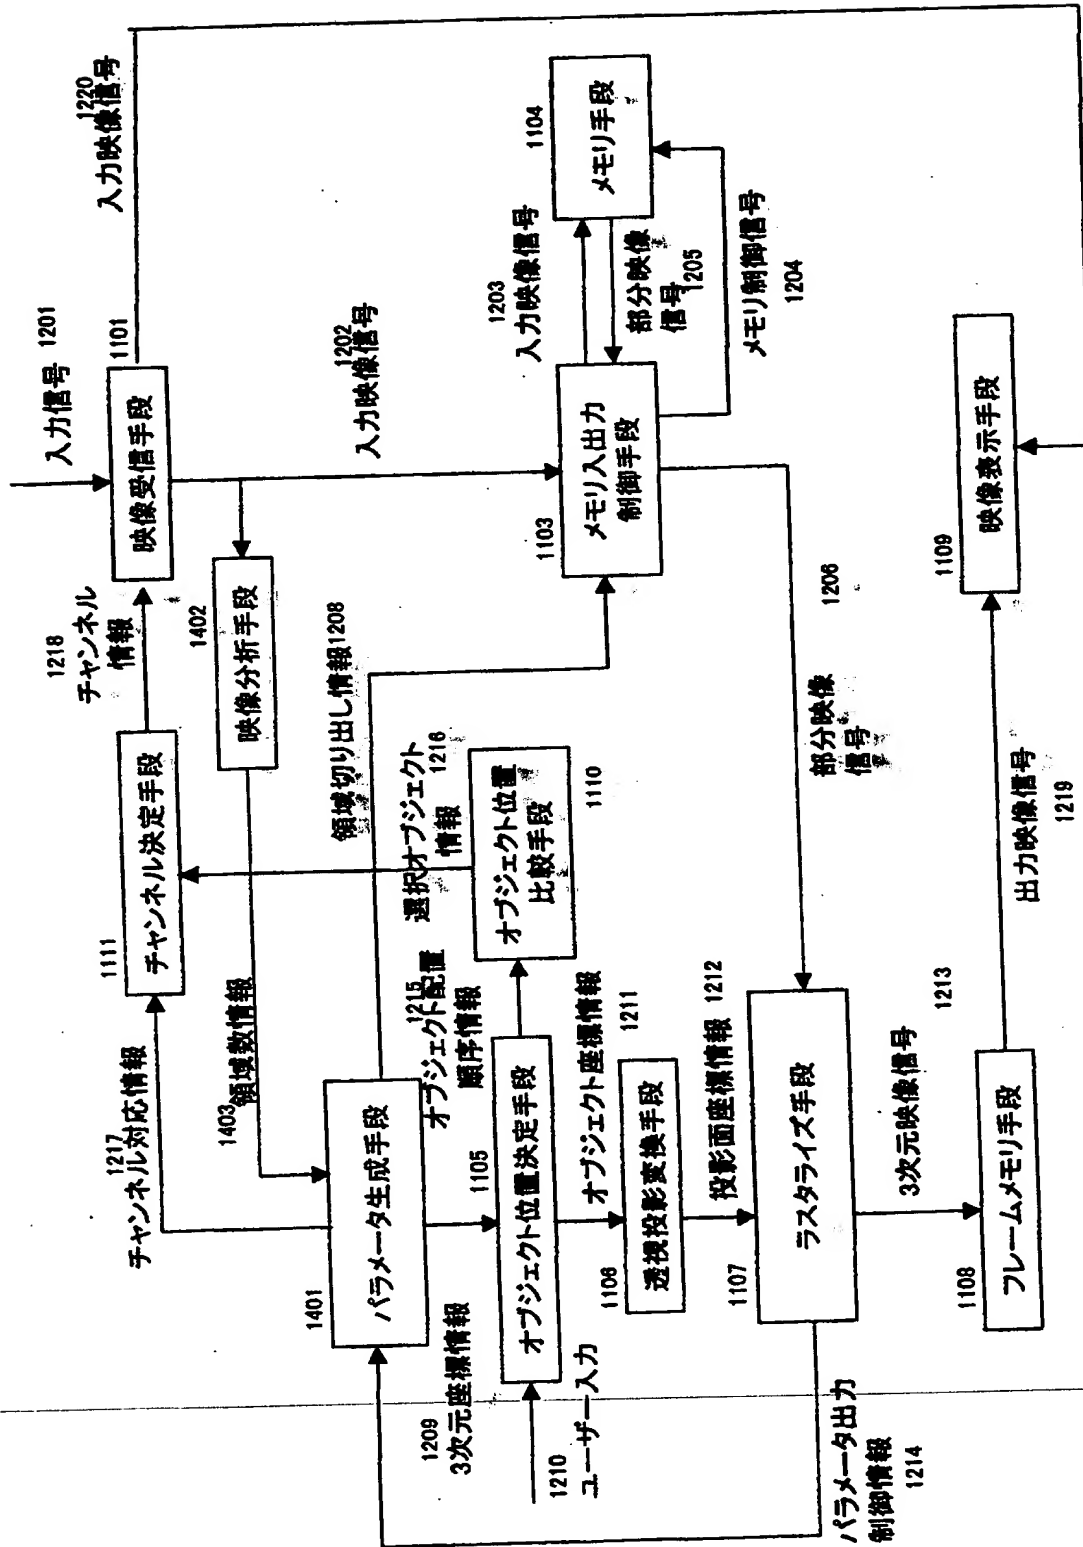 入力信号 1201
1101
映像受信手段
1220
入力映像信号
1218
チャンネル
情報
1111
チャンネル決定手段
1217
チャンネル対応情報
1402
映像分析手段
1202
入力映像信号
1403
領域数情報
領域切り出し情報1208
1401
パラメータ生成手段
1215
オブジェクト配置
順序情報
選択オブジェクト
情報
1216
1103
メモリ入出力
制御手段
1203
入力映像信号
部分映像
信号
1205
1104
メモリ手段
メモリ制御信号
1204
1209
3次元座標情報
1210
ユーザー入力
1105
オブジェクト位置決定手段
オブジェクト位置
比較手段
1110
オブジェクト座標情報
1211
1106
透視投影変換手段
投影面座標情報 1212
部分映像
信号
1206
1107
ラスタライズ手段
3次元映像信号
1213
パラメータ出力
制御情報
1214
1108
フレームメモリ手段
出力映像信号
1219
1109
映像表示手段